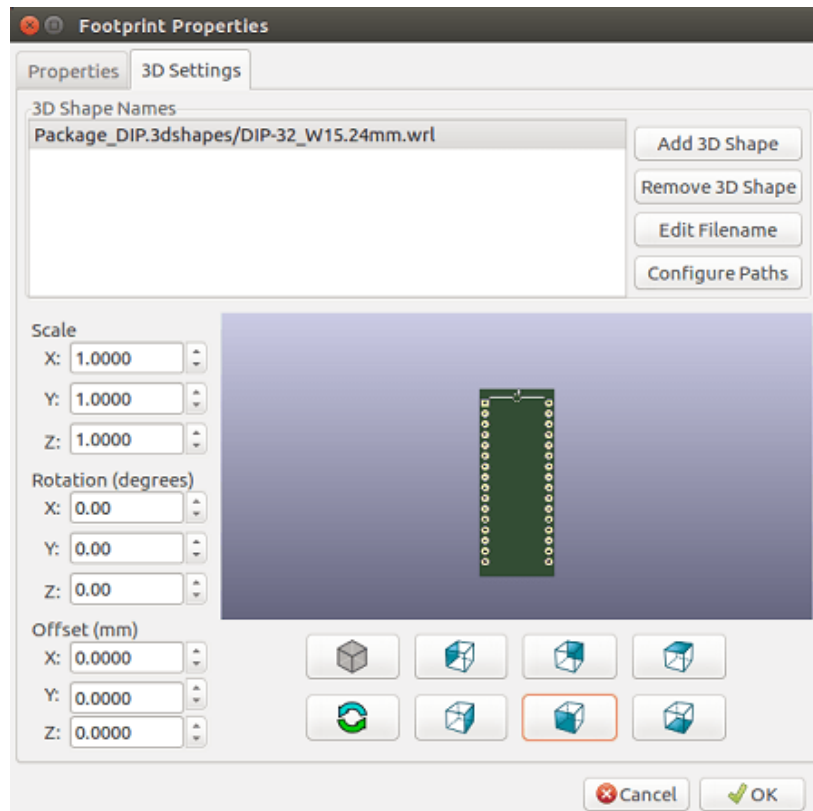 Footprint Properties
Properties
3D Settings
3D Shape Names
Package_DIP.3dshapes/DIP-32_W15.24mm.wrl
Add 3D Shape
Remove 3D Shape
Edit Filename
Configure Paths
Scale
X: 1.0000
Y: 1.0000
Z: 1.0000
Rotation (degrees)
X: 0.00
Y: 0.00
Z: 0.00
Offset (mm)
X: 0.0000
Y: 0.0000
Z: 0.0000
Cancel
OK